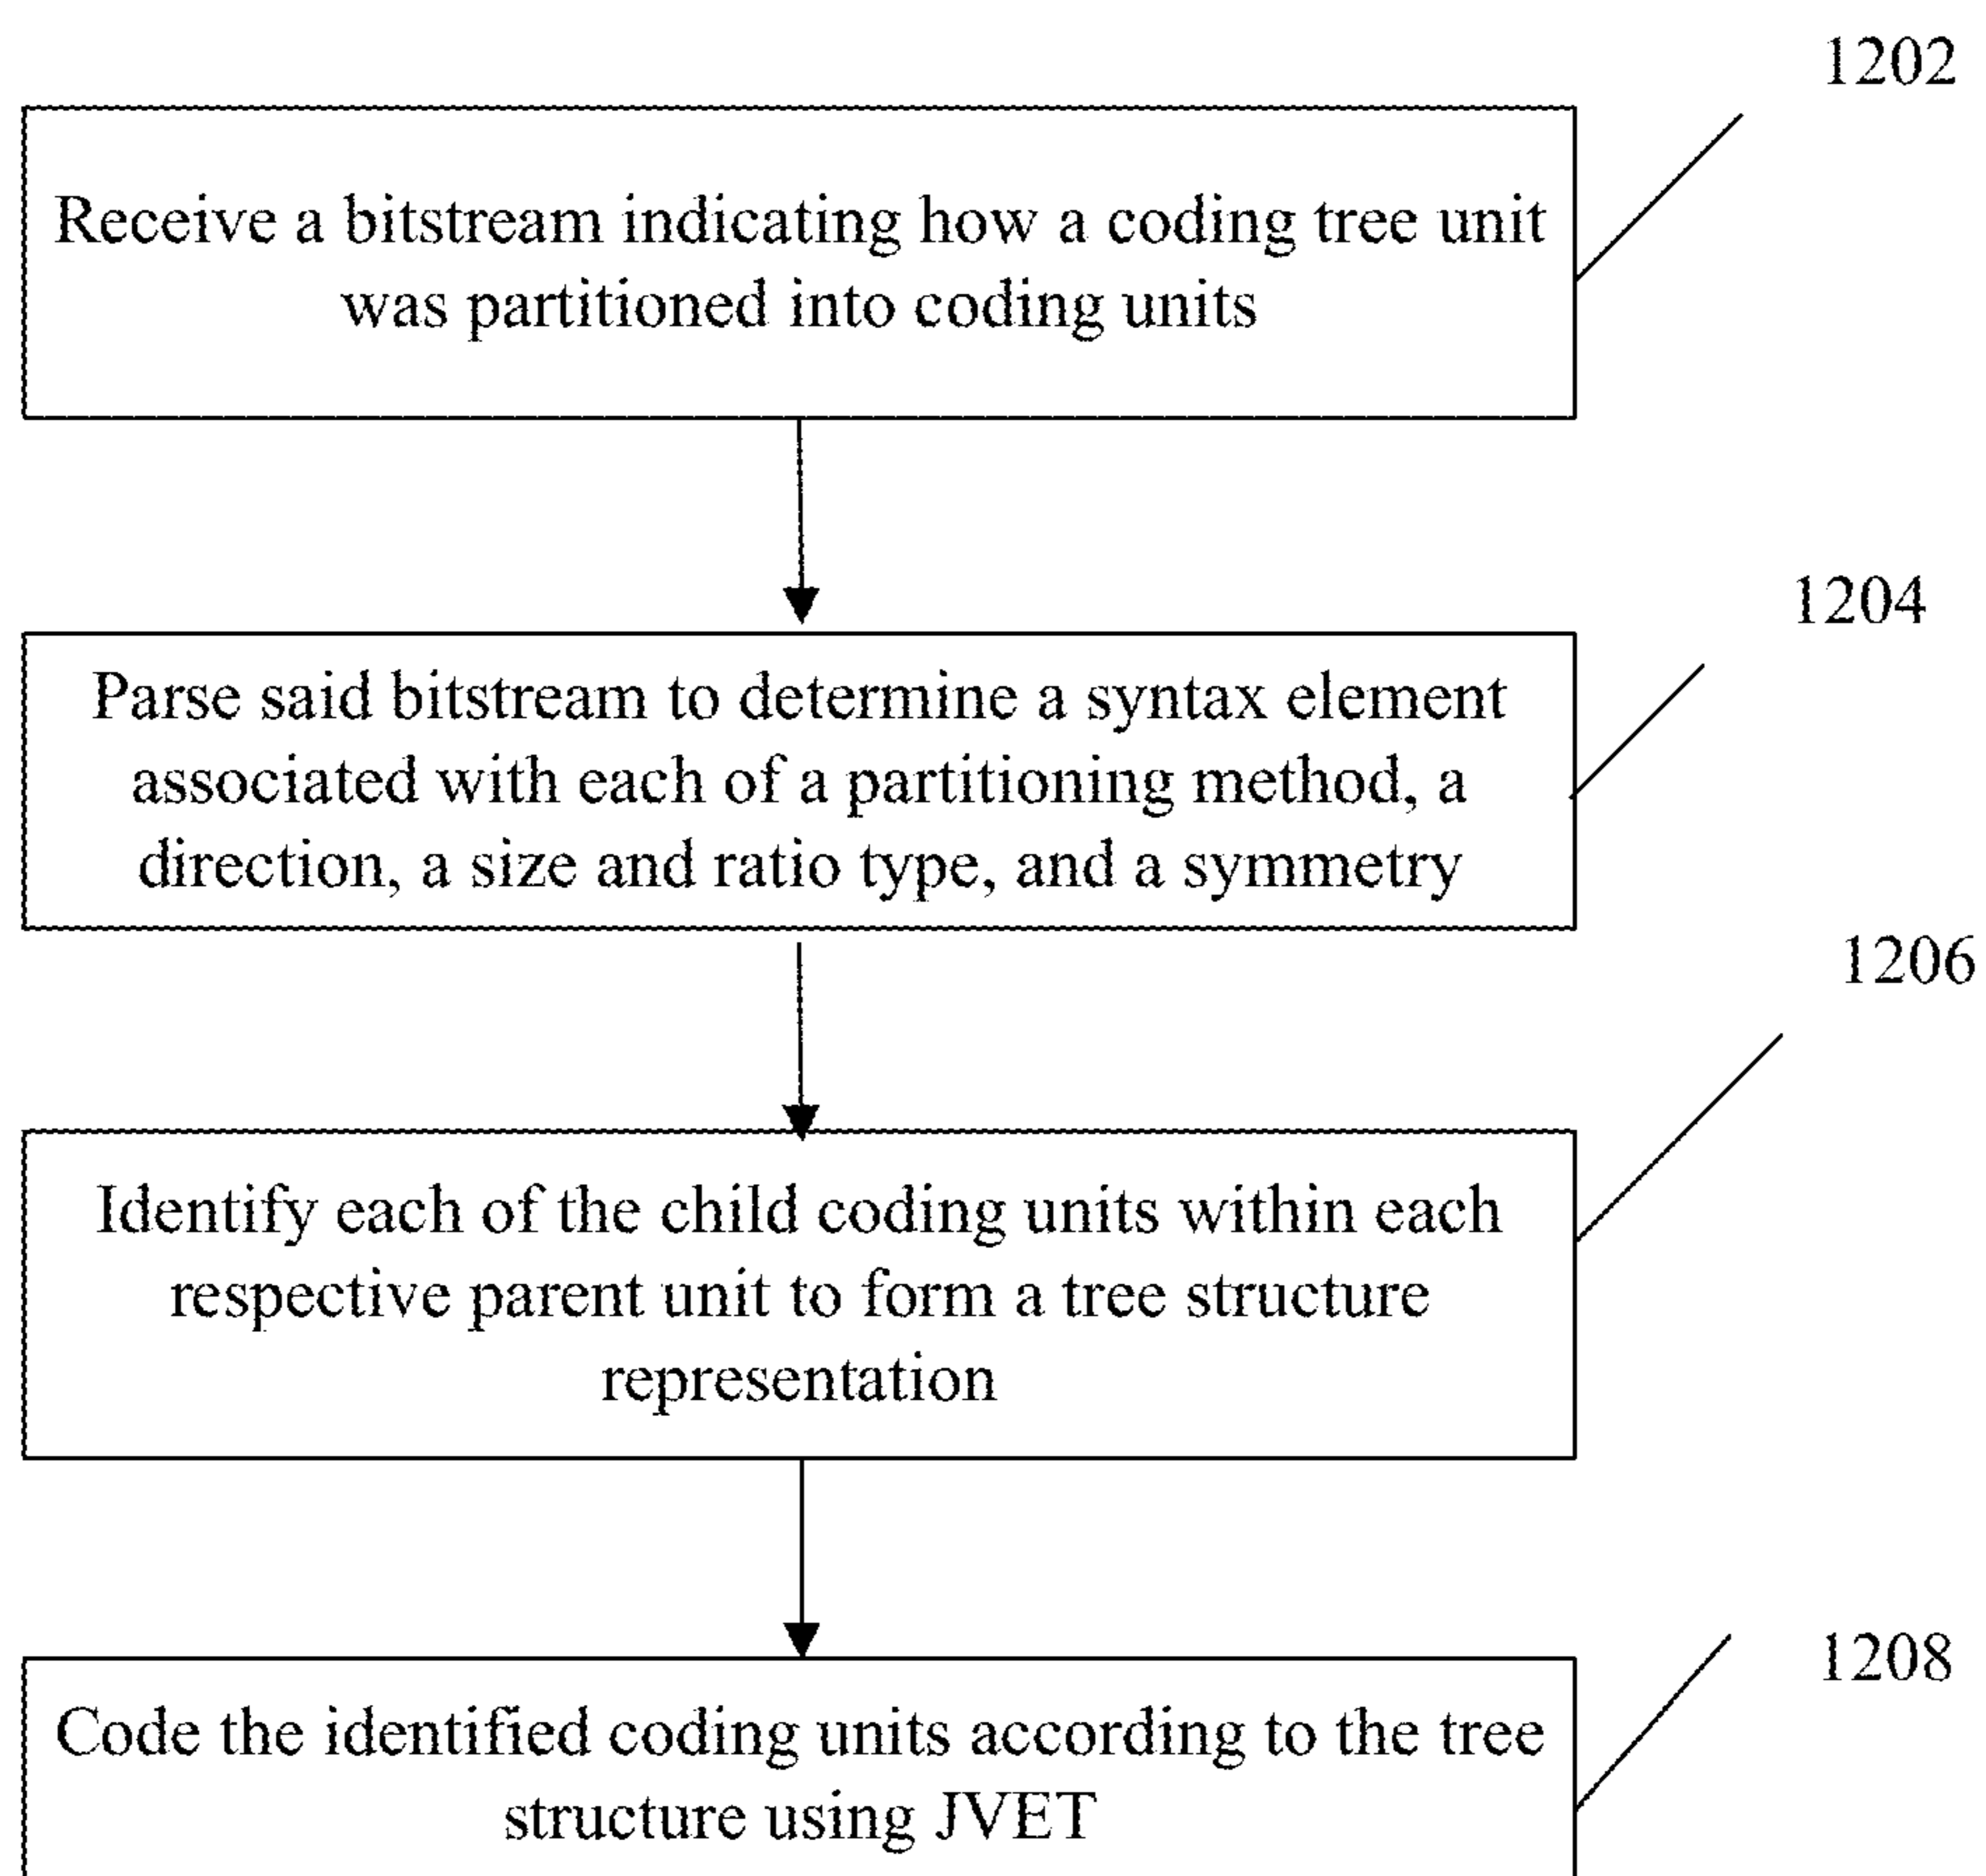 1202
Receive a bitstream indicating how a coding tree unit
was partitioned into coding units
1204
Parse said bitstream to determine a syntax element
associated with each of a partitioning method, a
direction, a size and ratio type, and a symmetry
1206
Identify each of the child coding units within each
respective parent unit to form a tree structure
representation
1208
Code the identified coding units according to the tree
structure using JVET